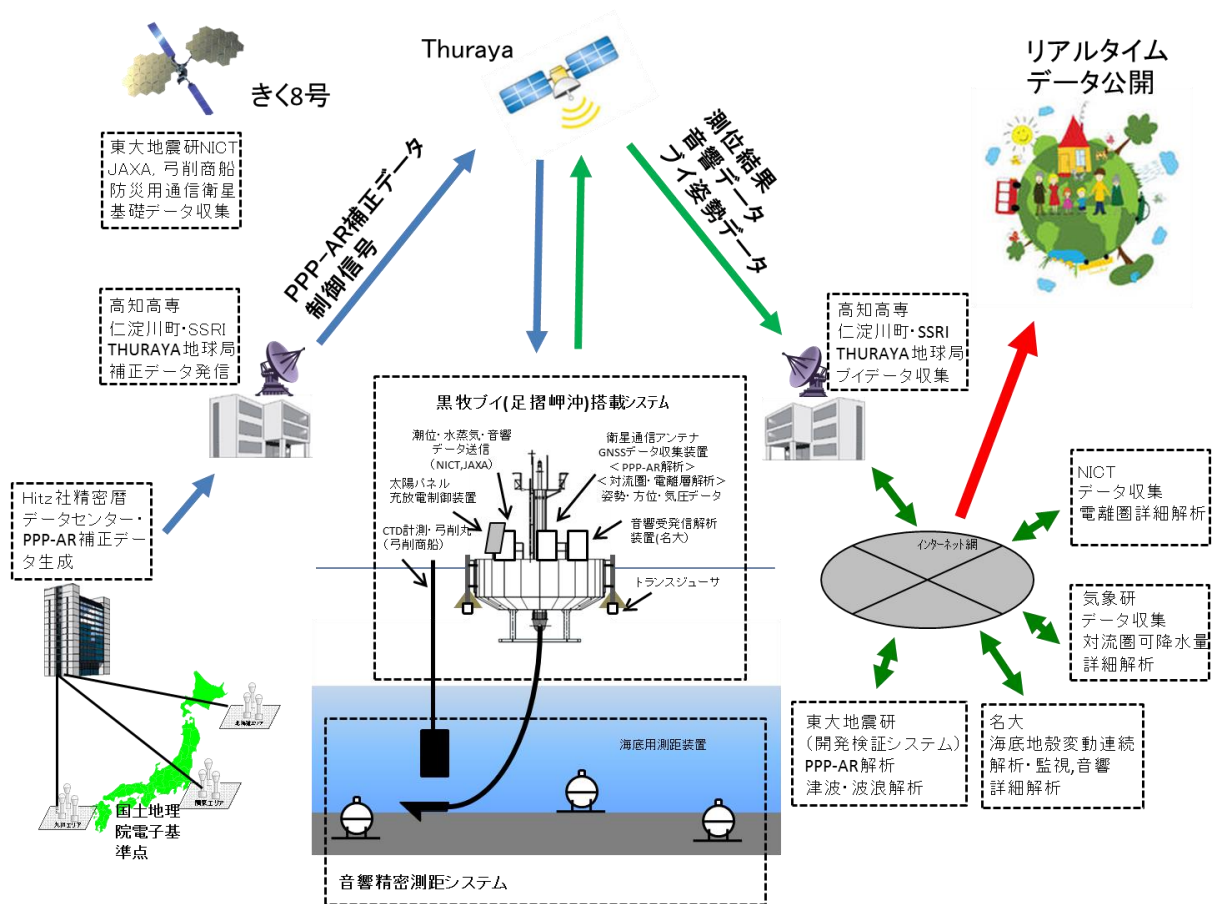 きく8号
東大地震研NICT
JAXA, 弓削商船
防災用通信衛星
基礎データ収集
Thuraya
リアルタイム
データ公開
PPP-AR補正データ
制御信号
測位結果
音響データ
ブイ姿勢データ
高知高専
仁淀川町・SSRI
THURAYA地球局
補正データ発信
高知高専
仁淀川町・SSRI
THURAYA地球局
ブイデータ収集
Hitz社精密暦
データセンター・
PPP-AR補正デー
タ生成
北海道エリア
関東エリア
九州エリア
国土地理
院電子基
準点
黒牧ブイ(足摺岬沖)搭載システム
潮位・水蒸気・音響
データ送信
(NICT,JAXA)
太陽パネル
充放電制御装置
CTD計測・弓削丸
(弓削商船)
衛星通信アンテナ
GNSSデータ収集装置
<PPP-AR解析>
<対流圏・電離層解析>
姿勢・方位・気圧データ
音響受発信解析
装置(名大)
トランスジューサ
海底用測距装置
音響精密測距システム
インターネット網
NICT
データ収集
電離圏詳細解析
気象研
データ収集
対流圏可降水量
詳細解析
東大地震研
(開発検証システム)
PPP-AR解析
津波・波浪解析
名大
海底地殻変動連続
解析・監視,音響
詳細解析